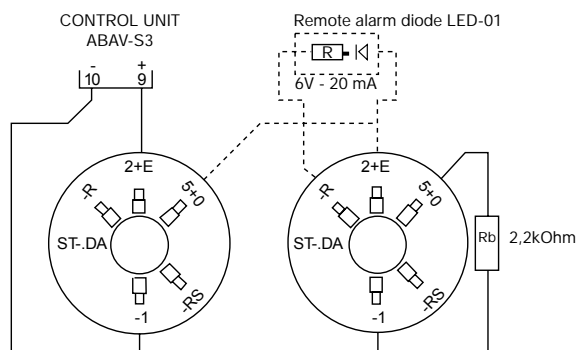 CONTROL UNIT
ABAV-S3
- +
10 9
Remote alarm diode LED-01
R
6V - 20 mA
2+E
-R
5+0
ST-.DA
-RS
-1
2+E
-R
5+0
ST-.DA
-RS
-1
Rb
2,2kOhm